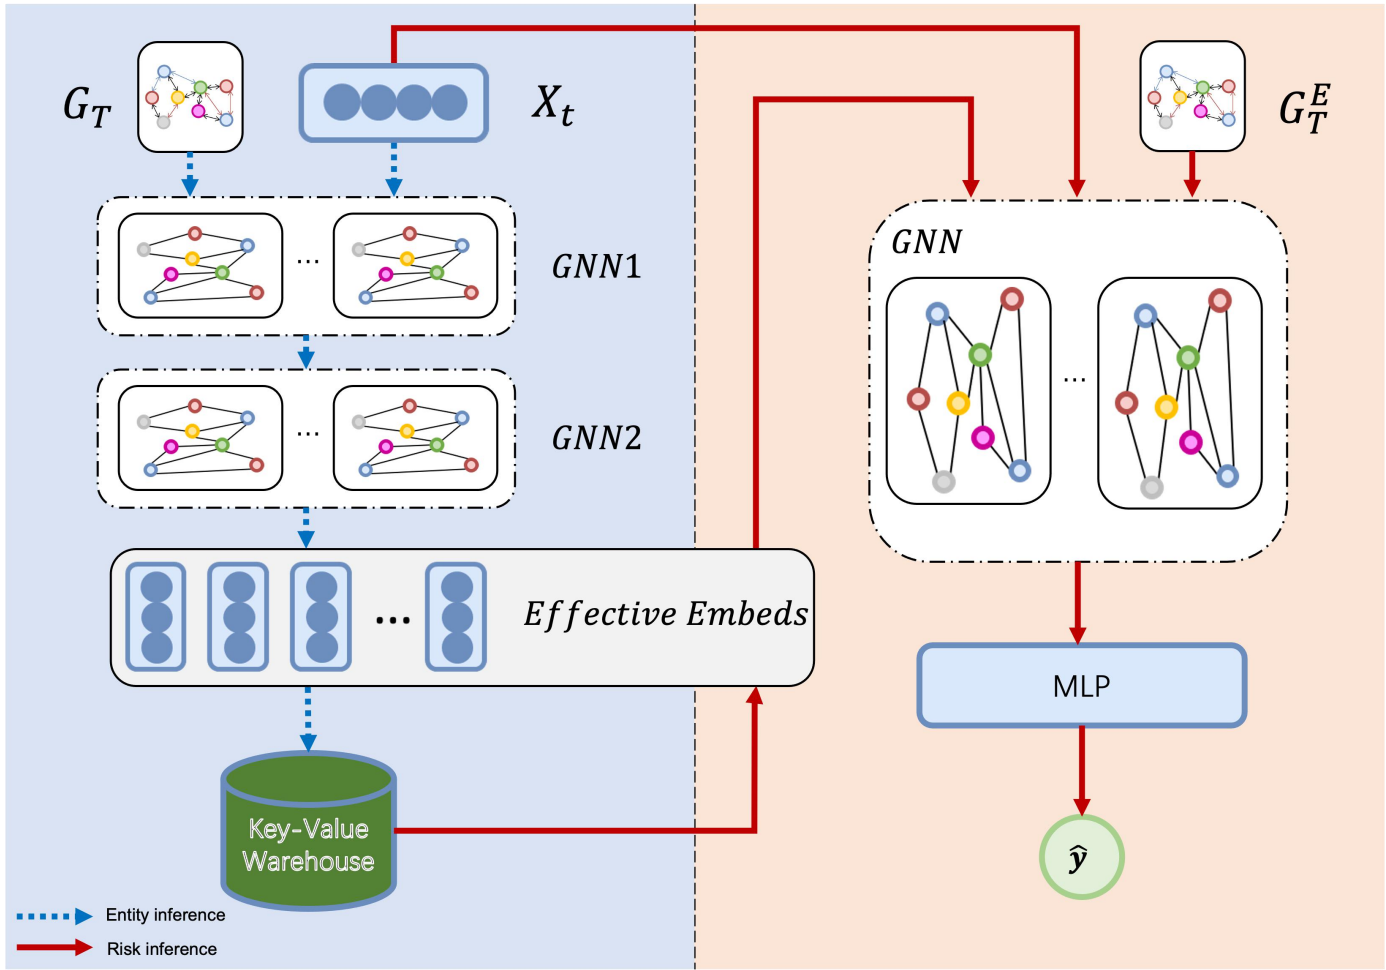 G_T
X_t
G_T^E
GNN1
GNN
GNN2
...
...
...
...
Effective Embeds
MLP
Key-Value
Warehouse
ŷ
Entity inference
Risk inference